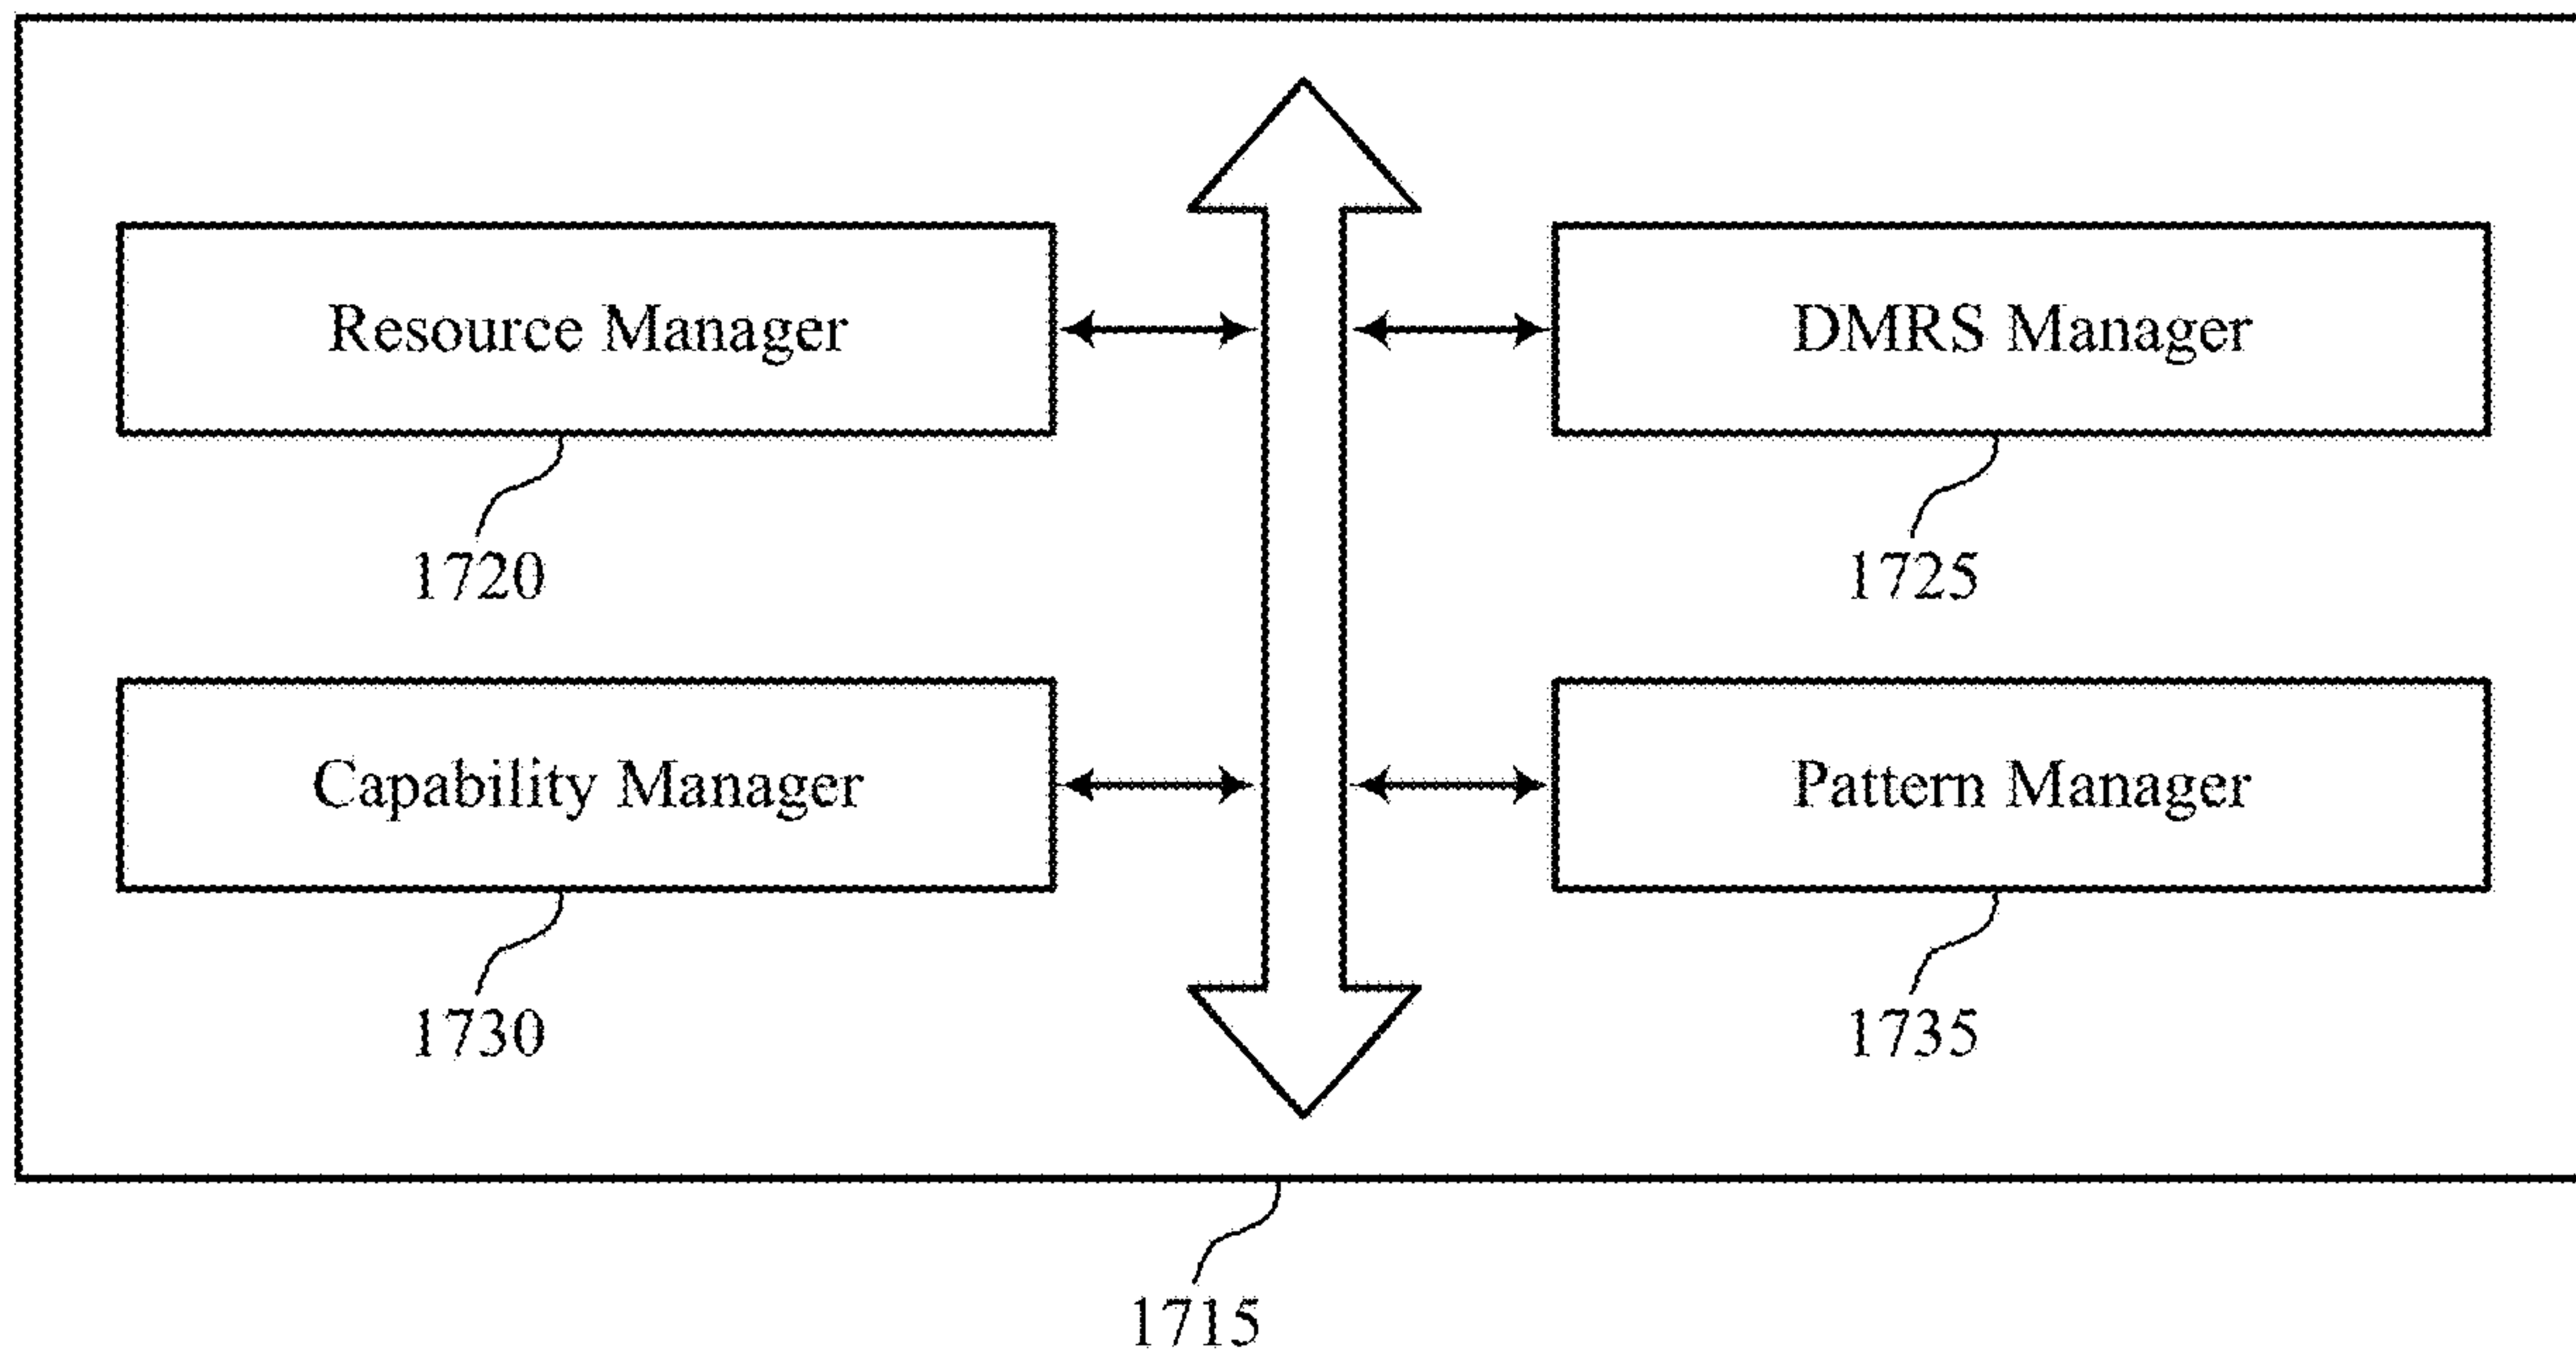 Resource Manager
DMRS Manager
1720
1725
Capability Manager
Pattern Manager
1730
1735
1715